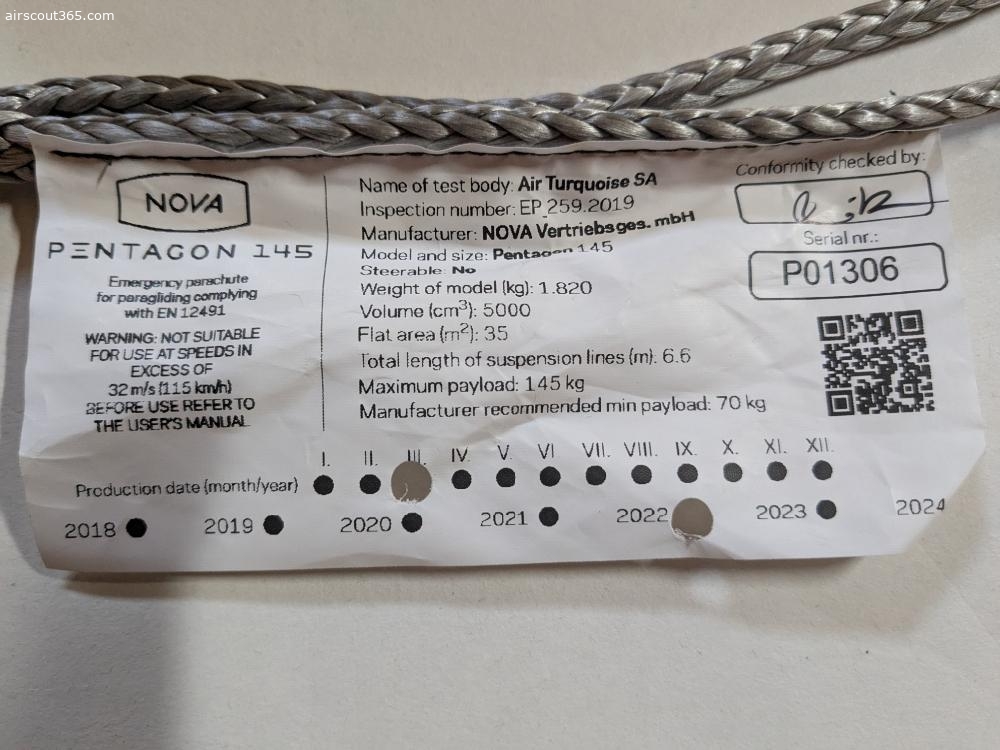 airscout365.com
NOVA
PENTAGON 145
Emergency parachute
for paragliding complying
with EN 12491
WARNING: NOT SUITABLE
FOR USE AT SPEEDS IN
EXCESS OF
32 m/s (115 km/h)
BEFORE USE REFER TO
THE USER'S MANUAL
Name of test body: Air Turquoise SA
Inspection number: EP_259.2019
Manufacturer: NOVA Vertriebsges. mbH
Model and size: Pentagon 145
Steerable: No
Weight of model (kg): 1.820
Volume (cm³): 5000
Flat area (m²): 35
Total length of suspension lines (m): 6.6
Maximum payload: 145 kg
Manufacturer recommended min payload: 70 kg
Conformity checked by:
Serial nr.:
P01306
I. II. III. IV. V. VI VII. VIII. IX. X. XI. XII.
Production date (month/year)
2018 2019 2020 2021 2022 2023 2024